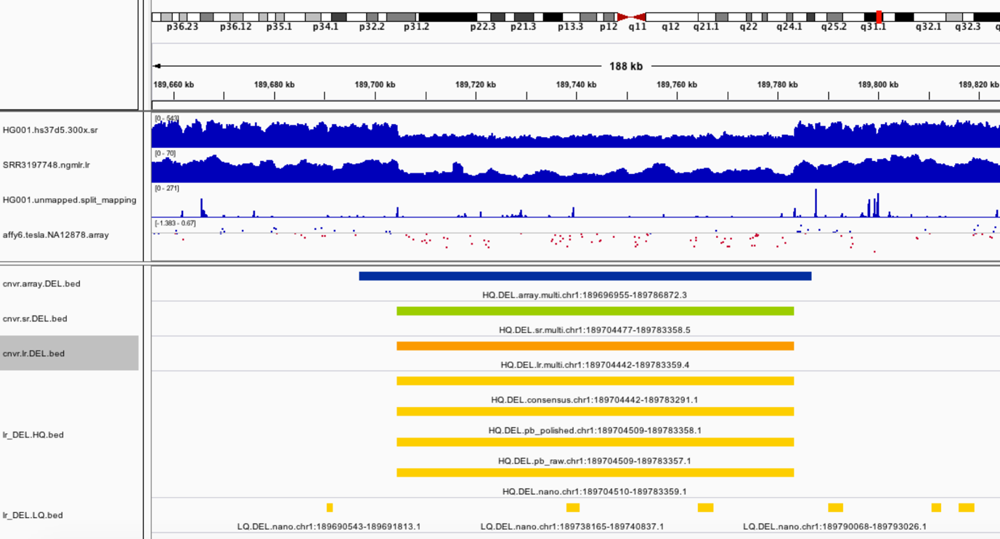 p36.23 p36.12 p35.1 p34.1 p32.2 p31.2 p22.3 p21.3 p13.3 p12 q11 q12 q21.1 q22 q24.1 q25.2 q31.1 q32.1 q32.3
188 kb
189,660 kb 189,680 kb 189,700 kb 189,720 kb 189,740 kb 189,760 kb 189,780 kb 189,800 kb 189,820 kb
[0 - 543]
HG001.hs37d5.300x.sr
[0 - 70]
SRR3197748.ngmlr.lr
[0 - 271]
HG001.unmapped.split_mapping
[-1.383 - 0.67]
affy6.tesla.NA12878.array
cnvr.array.DEL.bed
HQ.DEL.array.multi.chr1:189696955-189786872.3
cnvr.sr.DEL.bed
HQ.DEL.sr.multi.chr1:189704477-189783358.5
cnvr.lr.DEL.bed
HQ.DEL.lr.multi.chr1:189704442-189783359.4
HQ.DEL.consensus.chr1:189704442-189783291.1
HQ.DEL.pb_polished.chr1:189704509-189783358.1
lr_DEL.HQ.bed
HQ.DEL.pb_raw.chr1:189704509-189783357.1
HQ.DEL.nano.chr1:189704510-189783359.1
lr_DEL.LQ.bed
LQ.DEL.nano.chr1:189690543-189691813.1 LQ.DEL.nano.chr1:189738165-189740837.1 LQ.DEL.nano.chr1:189790068-189793026.1